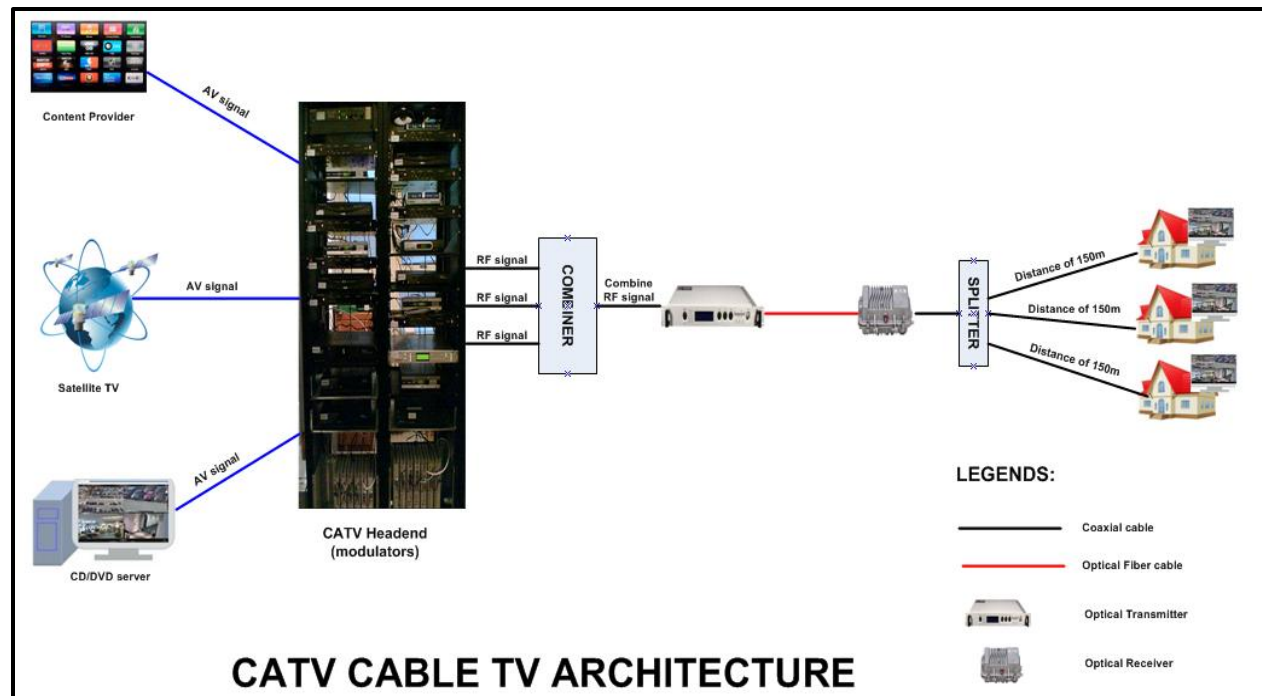 Content Provider
AV signal
Satellite TV
AV signal
CD/DVD server
AV signal
CATV Headend
(modulators)
RF signal
RF signal
RF signal
COMBINER
Combine
RF signal
SPLITTER
Distance of 150m
Distance of 150m
Distance of 150m
LEGENDS:
Coaxial cable
Optical Fiber cable
Optical Transmitter
Optical Receiver
CATV CABLE TV ARCHITECTURE